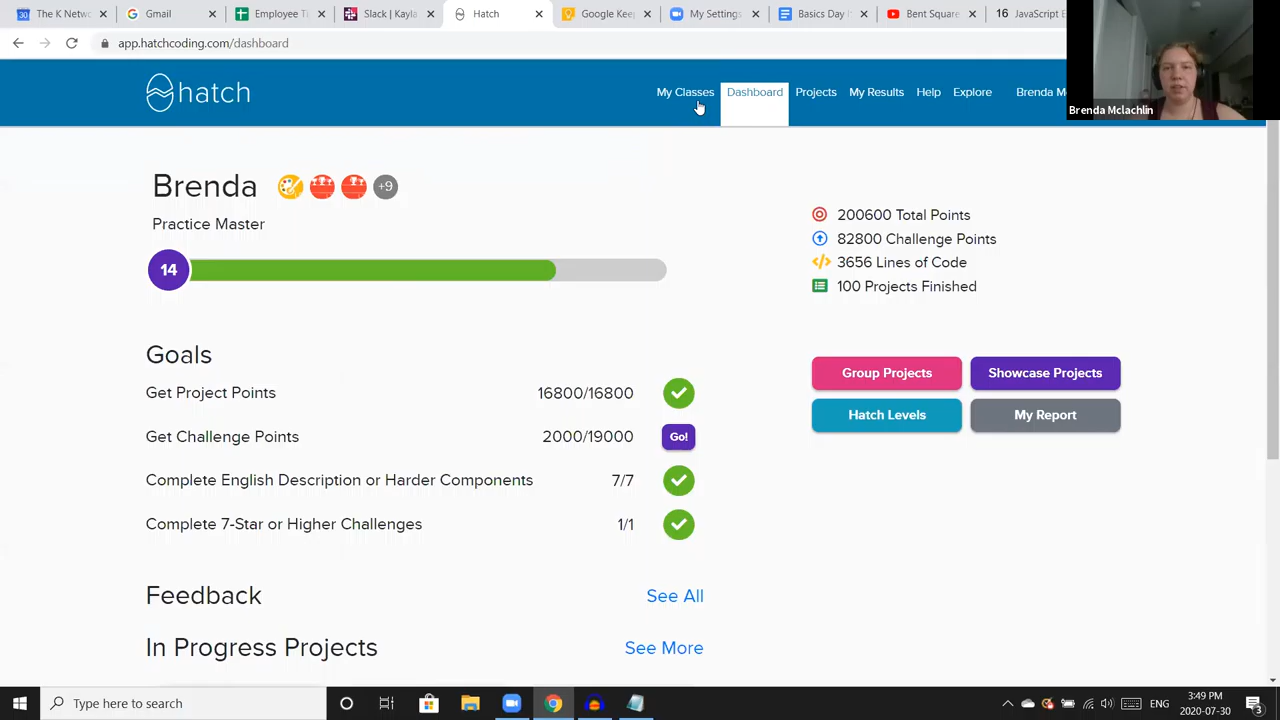 The K Netw
Gmail
Employee Ti
Slack | Kayla
Hatch
Google Keep
My Settings
Basics Day
Bent Square
16 JavaScript E
app.hatchcoding.com/dashboard
hatch
My Classes
Dashboard
Projects
My Results
Help
Explore
Brenda M
Brenda Mclachlin
Brenda
+9
Practice Master
14
200600 Total Points
82800 Challenge Points
3656 Lines of Code
100 Projects Finished
Goals
Get Project Points 16800/16800
Get Challenge Points 2000/19000 Go!
Complete English Description or Harder Components 7/7
Complete 7-Star or Higher Challenges 1/1
Group Projects
Showcase Projects
Hatch Levels
My Report
Feedback See All
In Progress Projects See More
Type here to search
ENG
3:49 PM
2020-07-30
3